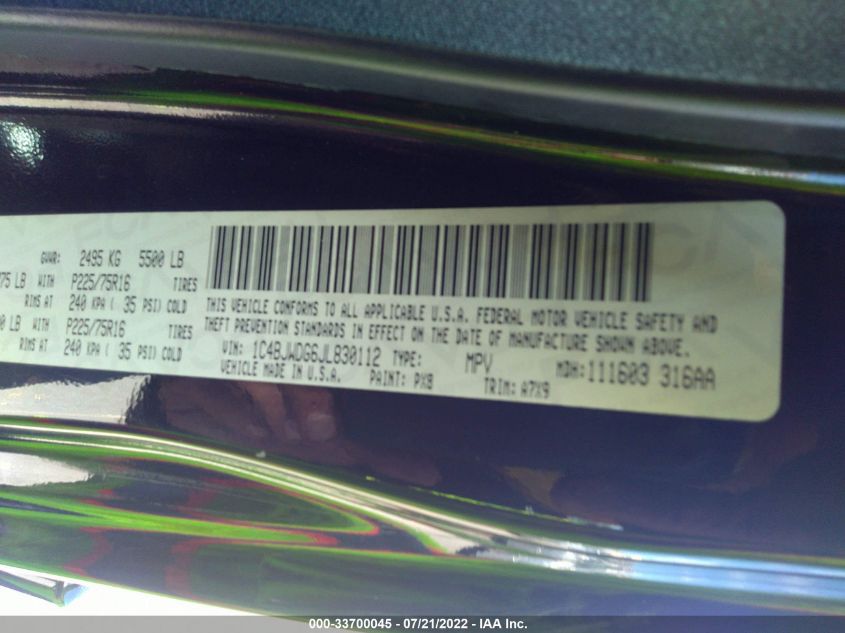 GVWR: 2495 KG 5500 LB
75 LB WITH P225/75R16 TIRES
RIMS AT 240 KPA ( 35 PSI) COLD
0 LB WITH P225/75R16 TIRES
RIMS AT 240 KPA ( 35 PSI) COLD
THIS VEHICLE CONFORMS TO ALL APPLICABLE U.S.A. FEDERAL MOTOR VEHICLE SAFETY AND
THEFT PREVENTION STANDARDS IN EFFECT ON THE DATE OF MANUFACTURE SHOWN ABOVE.
VIN: 1C4BJWDG6JL830112 TYPE: MPV MDH: 111603 316AA
VEHICLE MADE IN U.S.A. PAINT: PX8 TRIM: A7X9
000-33700045 / 07/21/2022 - IAA Inc.